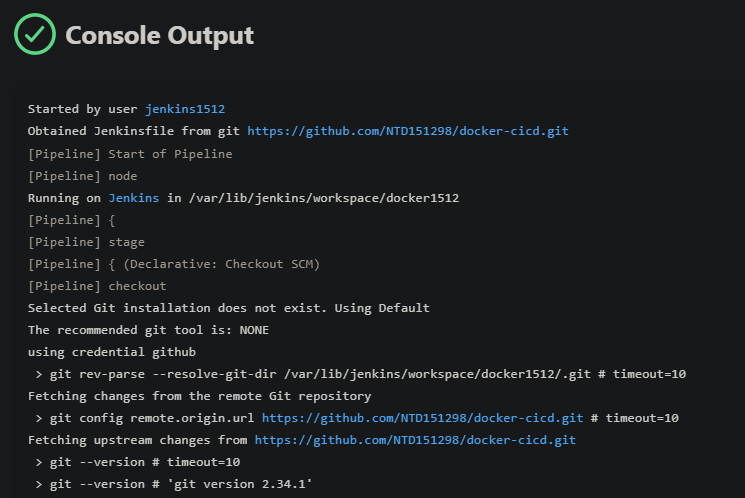 Console Output
Started by user jenkins1512
Obtained Jenkinsfile from git https://github.com/NTD151298/docker-cicd.git
[Pipeline] Start of Pipeline
[Pipeline] node
Running on Jenkins in /var/lib/jenkins/workspace/docker1512
[Pipeline] {
[Pipeline] stage
[Pipeline] { (Declarative: Checkout SCM)
[Pipeline] checkout
Selected Git installation does not exist. Using Default
The recommended git tool is: NONE
using credential github
 > git rev-parse --resolve-git-dir /var/lib/jenkins/workspace/docker1512/.git # timeout=10
Fetching changes from the remote Git repository
 > git config remote.origin.url https://github.com/NTD151298/docker-cicd.git # timeout=10
Fetching upstream changes from https://github.com/NTD151298/docker-cicd.git
 > git --version # timeout=10
 > git --version # 'git version 2.34.1'